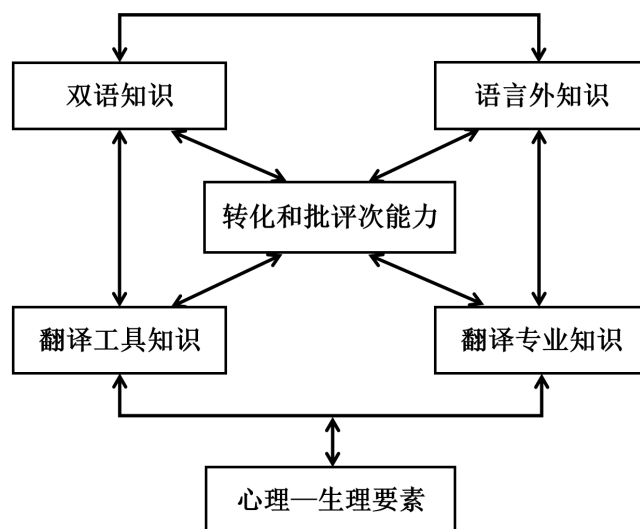 双语知识
语言外知识
转化和批评次能力
翻译工具知识
翻译专业知识
心理—生理要素